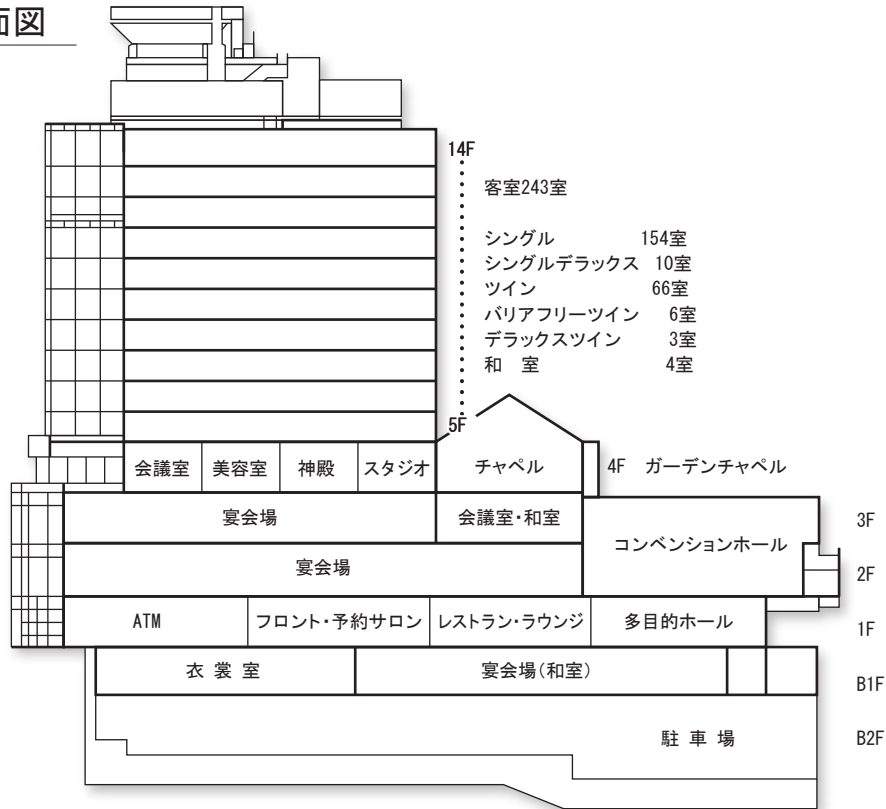 面図
14F
客室243室
シングル 154室
シングルデラックス 10室
ツイン 66室
バリアフリーツイン 6室
デラックスツイン 3室
和 室 4室
5F
会議室 美容室 神殿 スタジオ チャペル 4F ガーデンチャペル
宴会場 会議室・和室 3F
コンベンションホール
宴会場 2F
ATM フロント・予約サロン レストラン・ラウンジ 多目的ホール 1F
衣 裳 室 宴会場(和室) B1F
駐 車 場 B2F